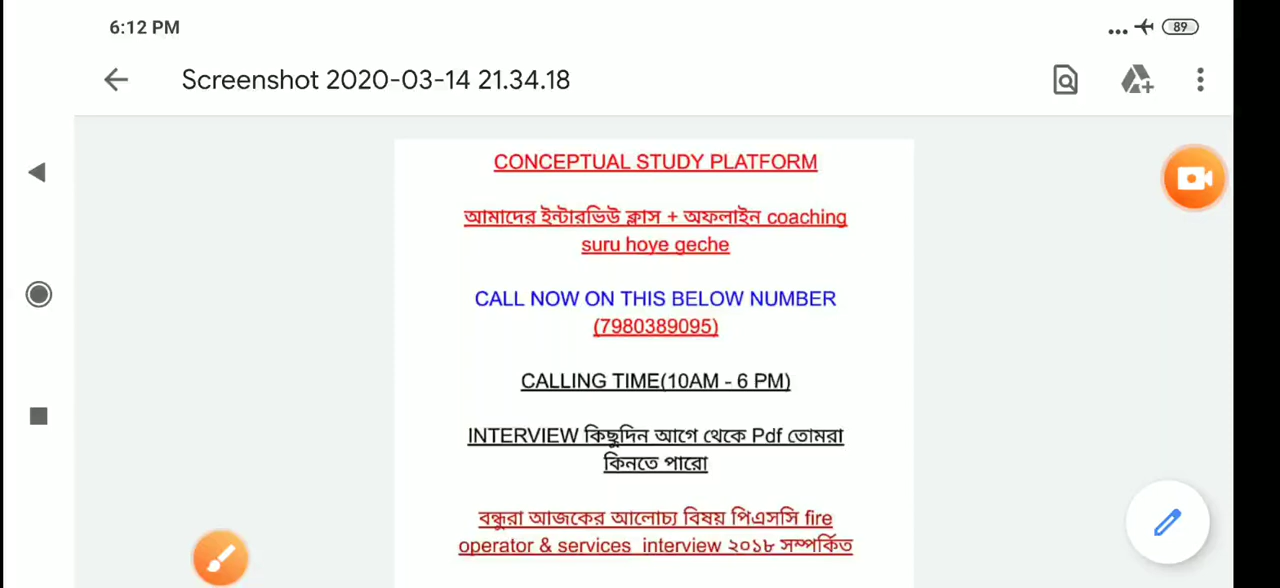 6:12 PM
89
Screenshot 2020-03-14 21.34.18
CONCEPTUAL STUDY PLATFORM
আমাদের ইন্টারভিউ ক্লাস + অফলাইন coaching
suru hoye geche
CALL NOW ON THIS BELOW NUMBER
(7980389095)
CALLING TIME(10AM - 6 PM)
INTERVIEW কিছুদিন আগে থেকে Pdf তোমরা
কিনতে পারো
বন্ধুরা আজকের আলোচ্য বিষয় পিএসসি fire
operator & services interview ২০১৮ সম্পর্কিত